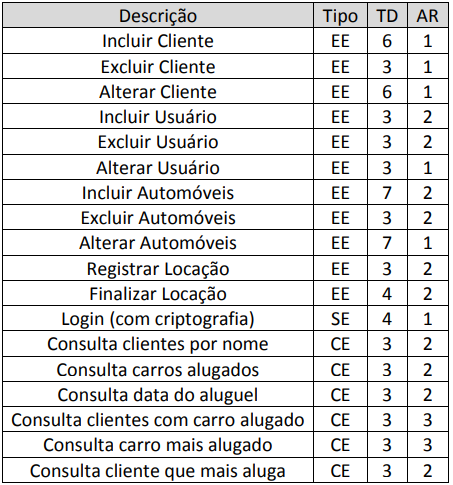 Descrição Tipo TD AR
Incluir Cliente EE 6 1
Excluir Cliente EE 3 1
Alterar Cliente EE 6 1
Incluir Usuário EE 3 2
Excluir Usuário EE 3 2
Alterar Usuário EE 3 1
Incluir Automóveis EE 7 2
Excluir Automóveis EE 3 2
Alterar Automóveis EE 7 1
Registrar Locação EE 3 2
Finalizar Locação EE 4 2
Login (com criptografia) SE 4 1
Consulta clientes por nome CE 3 2
Consulta carros alugados CE 3 2
Consulta data do aluguel CE 3 2
Consulta clientes com carro alugado CE 3 3
Consulta carro mais alugado CE 3 3
Consulta cliente que mais aluga CE 3 2